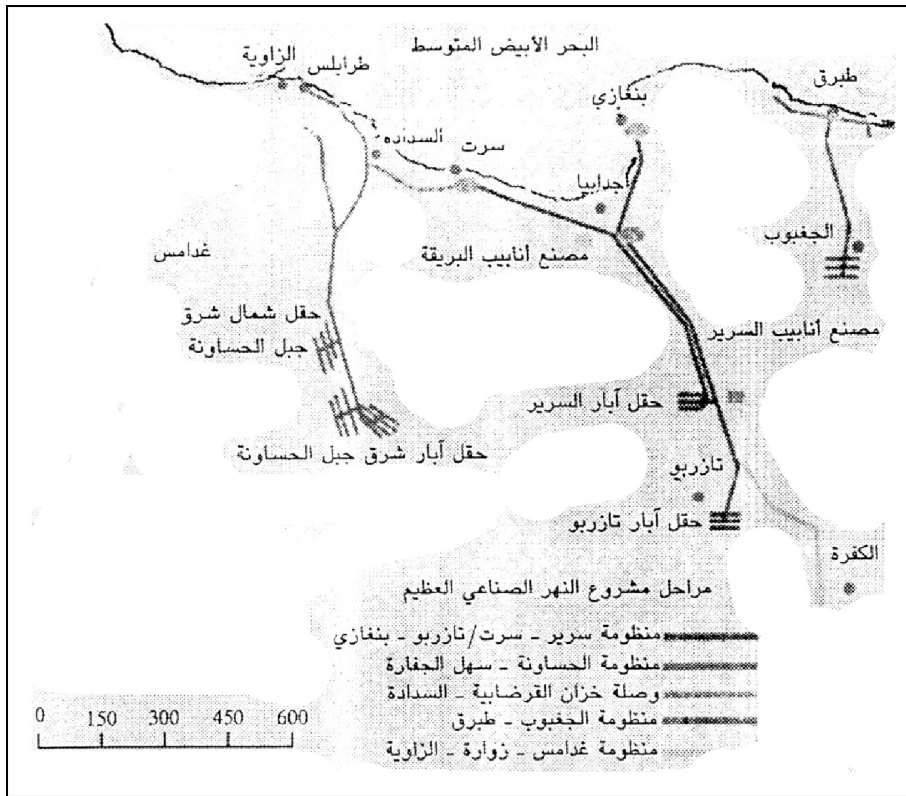 البحر الأبيض المتوسط
الزاوية
طرابلس
طبرق
بنغازي
السداده
سرت
أجدابيا
الجغبوب
مصنع أنابيب البريقة
غدامس
حقل شمال شرق
جبل الحساونة
مصنع أنابيب السرير
حقل آبار السرير
حقل آبار شرق جبل الحساونة
تازربو
حقل آبار تازربو
الكفرة
مراحل مشروع النهر الصناعي العظيم
منظومة سرير - سرت/تازربو - بنغازي
منظومة الحساونة - سهل الجفارة
وصلة خزان القرضابية - السدادة
منظومة الجغبوب - طبرق
منظومة غدامس - زوارة - الزاوية
0 150 300 450 600